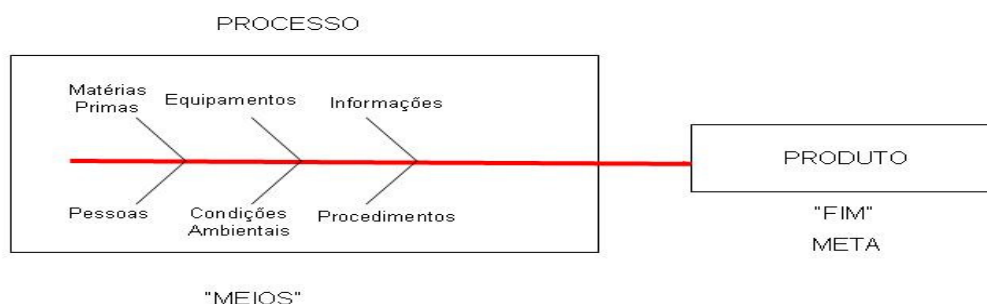 PROCESSO
Matérias
Primas
Equipamentos
Informações
Pessoas
Condições
Ambientais
Procedimentos
PRODUTO
"FIM"
META
"MEIOS"